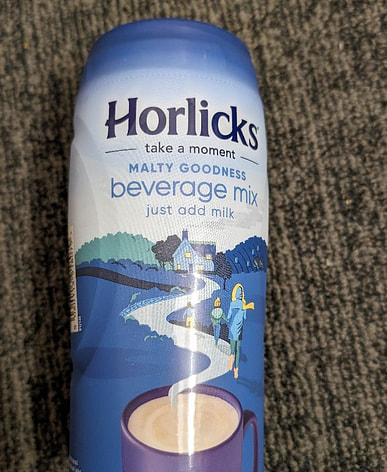 Horlicks
take a moment
MALTY GOODNESS
beverage mix
just add milk